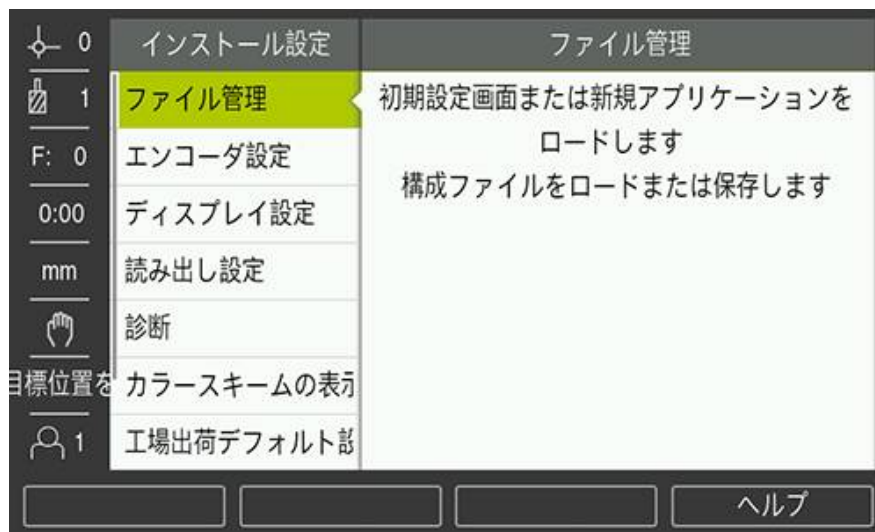 0
インストール設定
ファイル管理
1
ファイル管理
初期設定画面または新規アプリケーションを
ロードします
構成ファイルをロードまたは保存します
F: 0
エンコーダ設定
0:00
ディスプレイ設定
mm
読み出し設定
診断
目標位置を
カラースキームの表示
1
工場出荷デフォルト設
ヘルプ